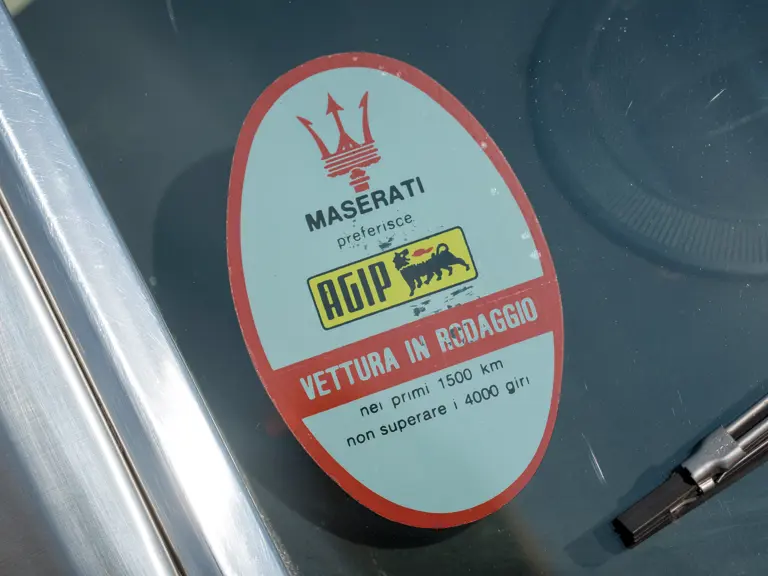 MASERATI
preferisce
AGIP
VETTURA IN RODAGGIO
nei primi 1500 km
non superare i 4000 giri